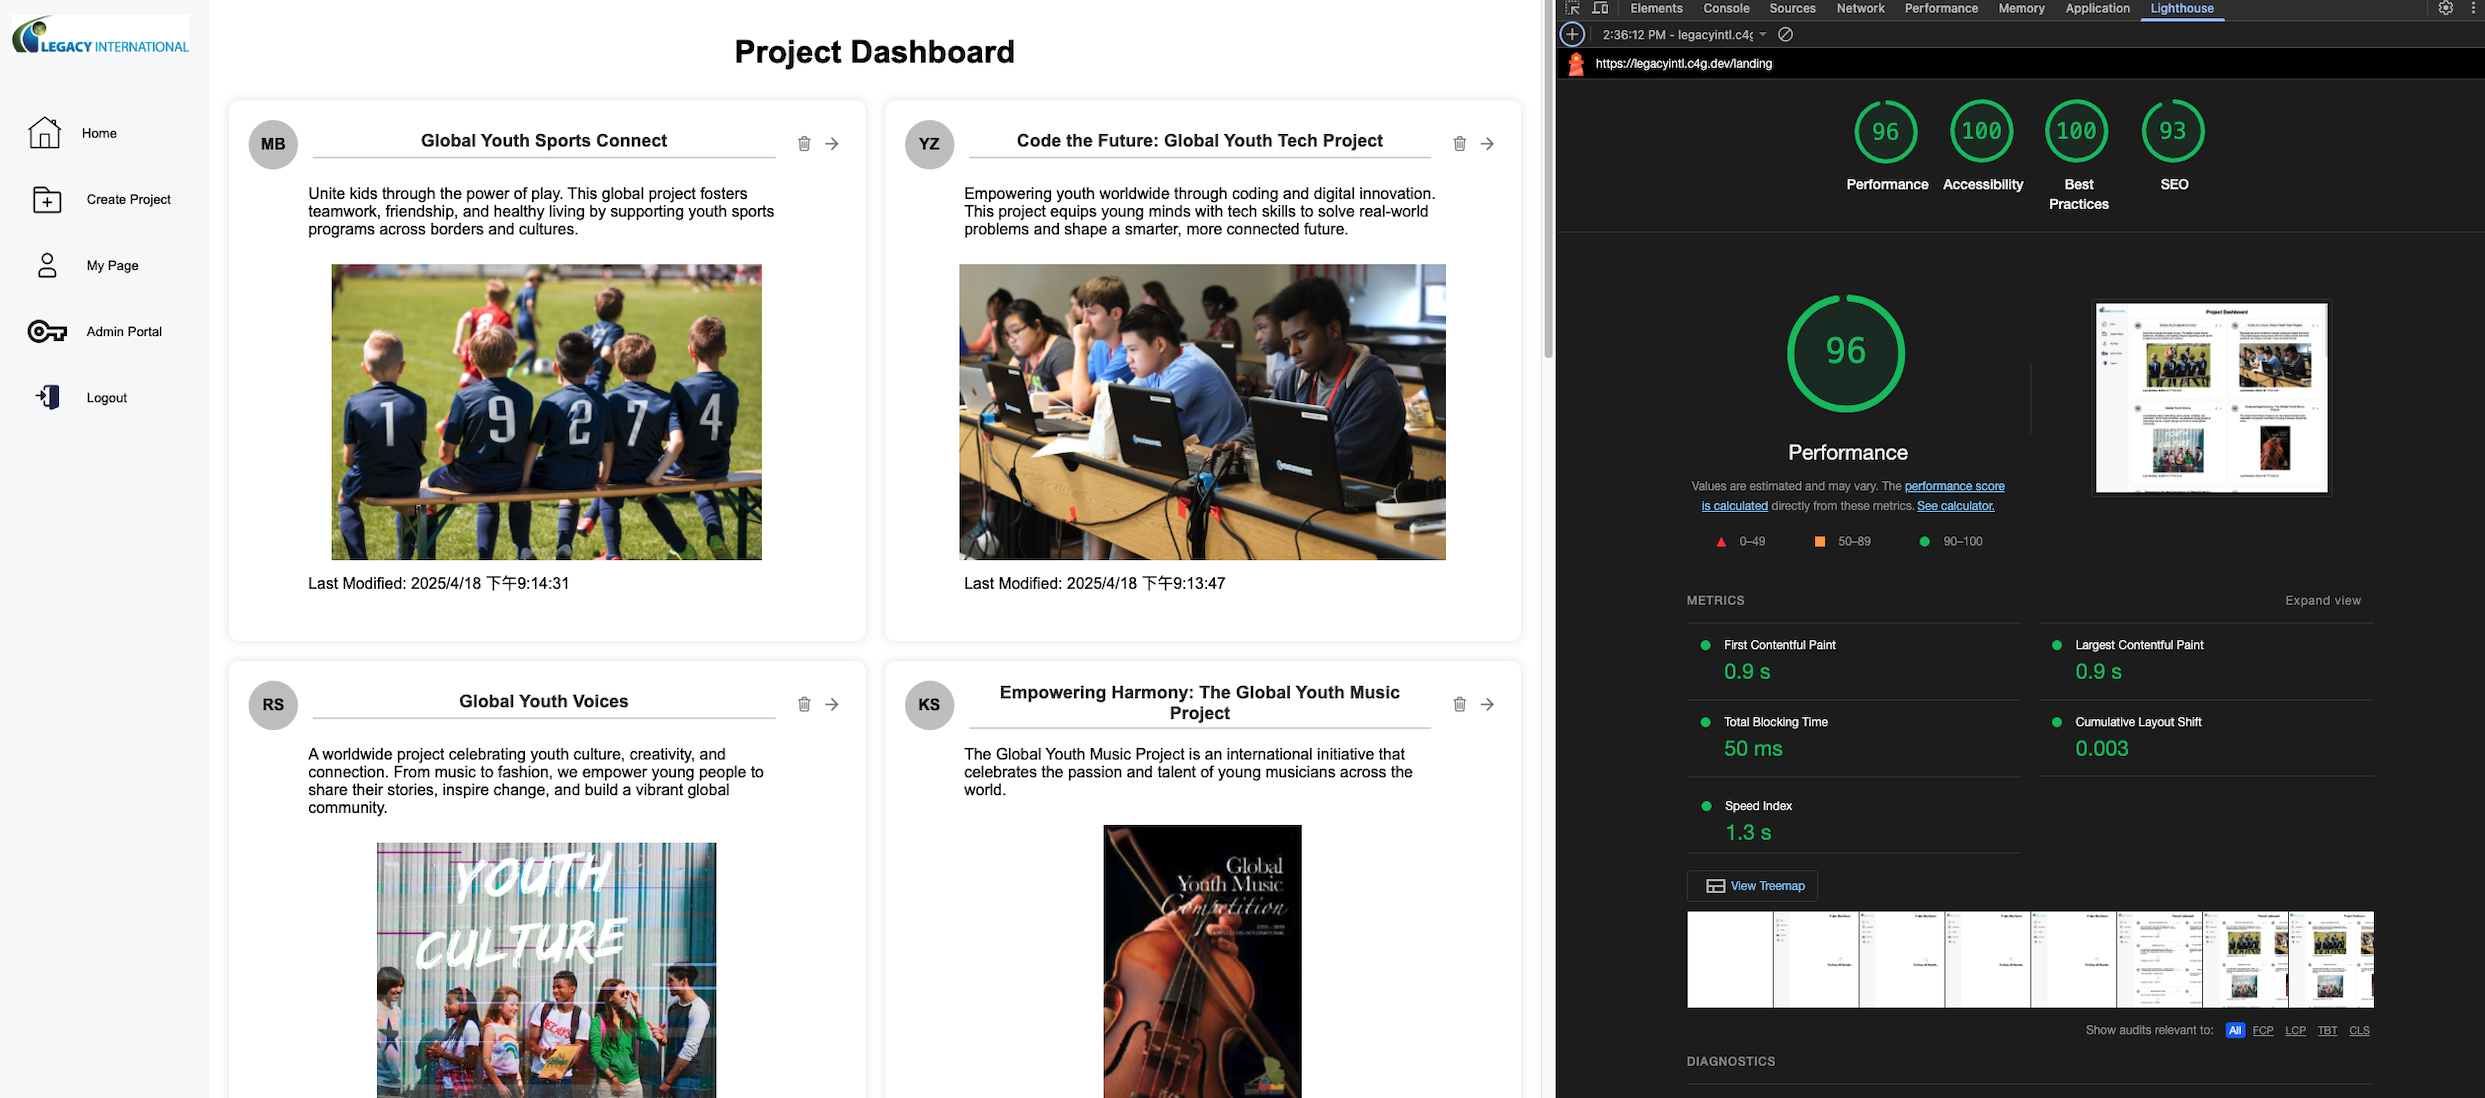 LEGACY INTERNATIONAL
Home
Create Project
My Page
Admin Portal
Logout
Project Dashboard
MB
Global Youth Sports Connect
Unite kids through the power of play. This global project fosters
teamwork, friendship, and healthy living by supporting youth sports
programs across borders and cultures.
1 9 2 7 4
Last Modified: 2025/4/18 下午9:14:31
YZ
Code the Future: Global Youth Tech Project
Empowering youth worldwide through coding and digital innovation.
This project equips young minds with tech skills to solve real-world
problems and shape a smarter, more connected future.
Last Modified: 2025/4/18 下午9:13:47
RS
Global Youth Voices
A worldwide project celebrating youth culture, creativity, and
connection. From music to fashion, we empower young people to
share their stories, inspire change, and build a vibrant global
community.
YOUTH
CULTURE
KS
Empowering Harmony: The Global Youth Music
Project
The Global Youth Music Project is an international initiative that
celebrates the passion and talent of young musicians across the
world.
Global
Youth Music
Competition
Elements Console Sources Network Performance Memory Application Lighthouse
2:36:12 PM - legacyintl.c4g
https://legacyintl.c4g.dev/landing
96 100 100 93
Performance Accessibility Best SEO
Practices
96
Performance
Values are estimated and may vary. The performance score
is calculated directly from these metrics. See calculator.
0–49 50–89 90–100
Project Dashboard
METRICS
Expand view
First Contentful Paint
0.9 s
Largest Contentful Paint
0.9 s
Total Blocking Time
50 ms
Cumulative Layout Shift
0.003
Speed Index
1.3 s
View Treemap
Show audits relevant to: All FCP LCP TBT CLS
DIAGNOSTICS